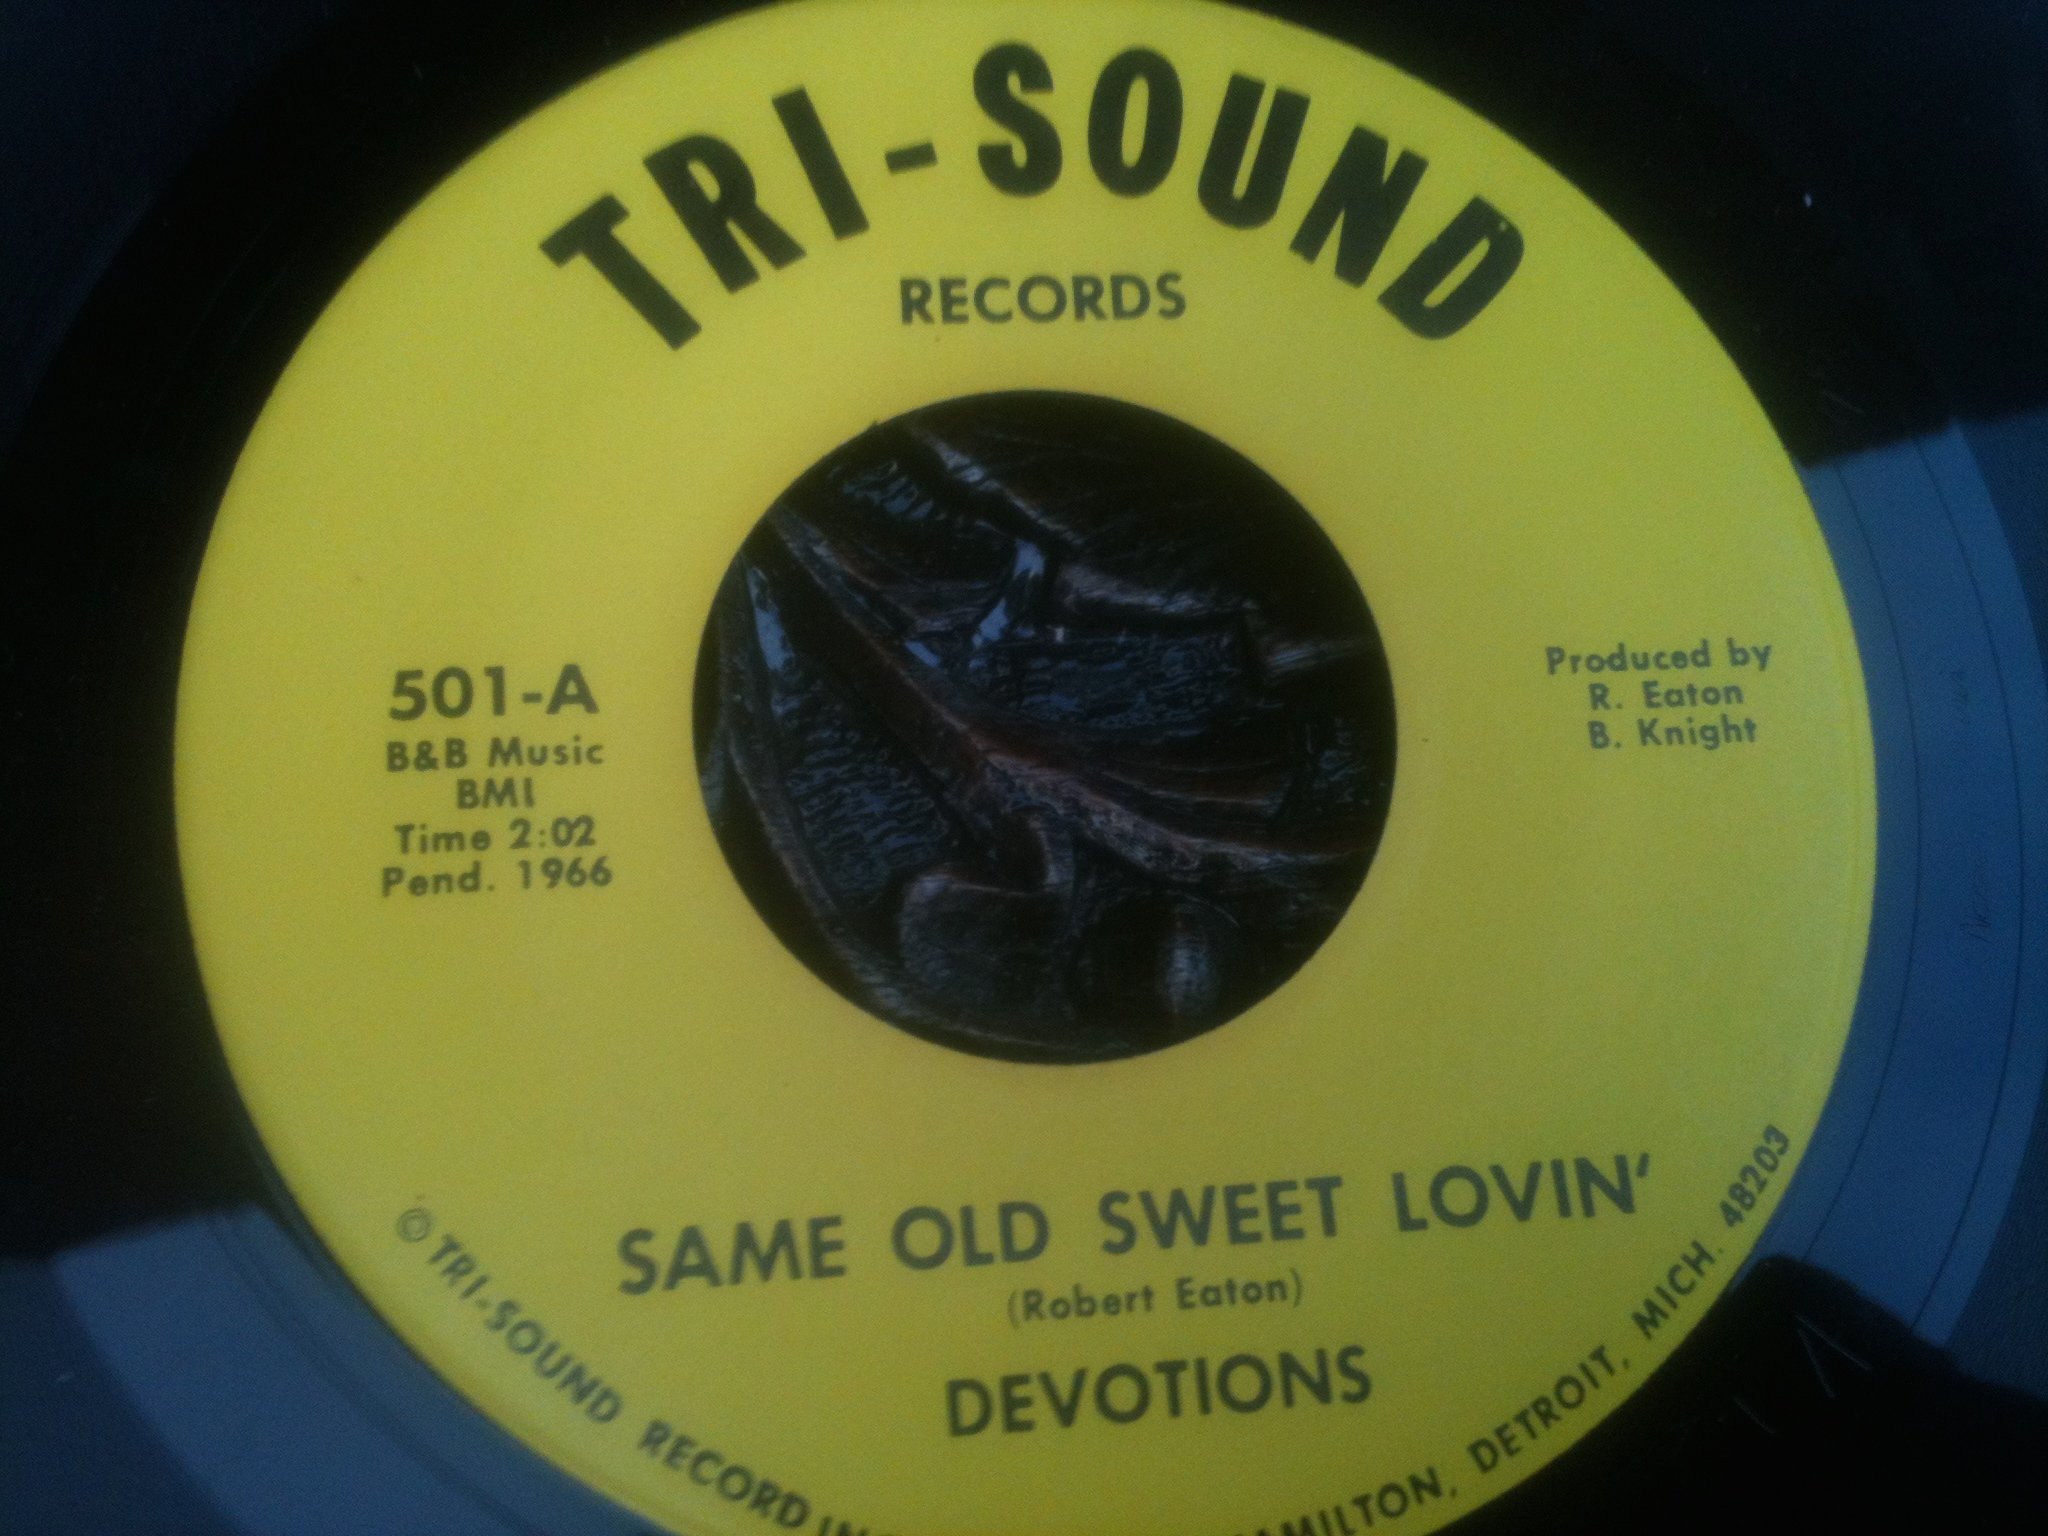 TRI-SOUND
RECORDS
501-A
B&B Music
BMI
Time 2:02
Pend. 1966
Produced by
R. Eaton
B. Knight
SAME OLD SWEET LOVIN'
(Robert Eaton)
DEVOTIONS
© TRI-SOUND RECORD DETROIT, MICH. 48203